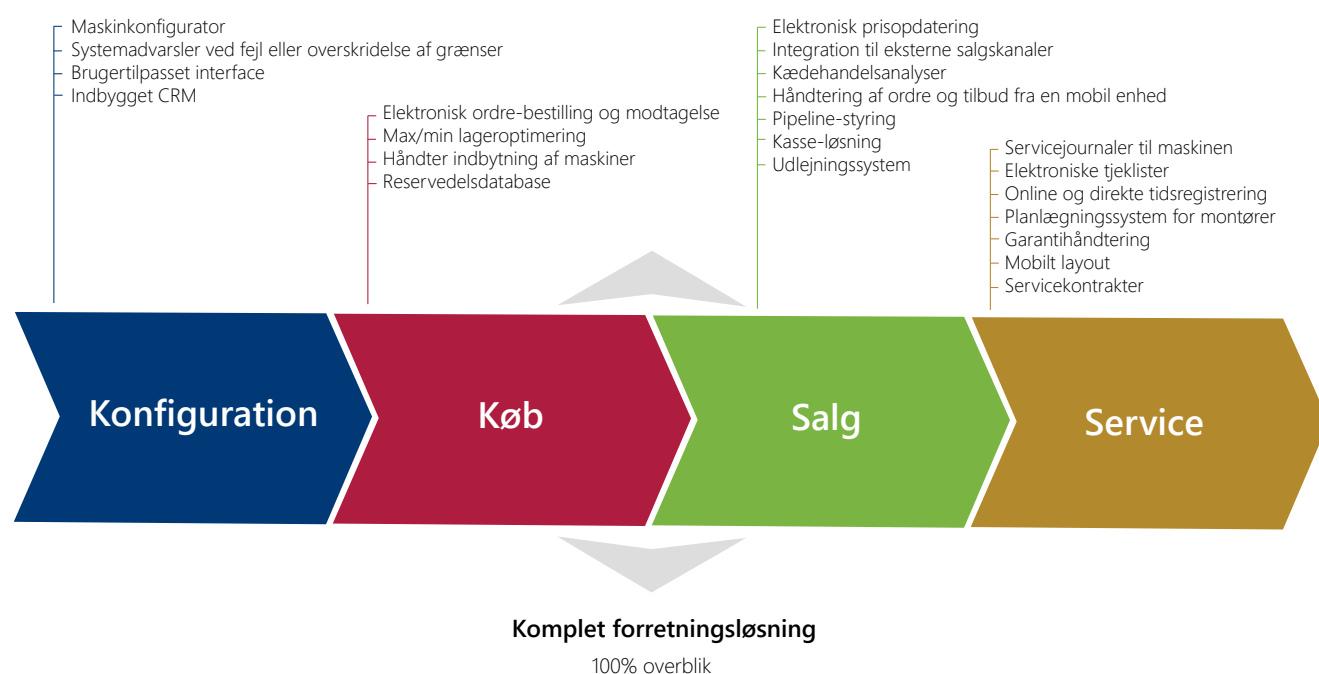 Maskinkonfigurator
Systemadvarsler ved fejl eller overskridelse af grænser
Brugertilpasset interface
Indbygget CRM
Elektronisk ordre-bestilling og modtagelse
Max/min lageroptimering
Håndter indbytning af maskiner
Reservedelsdatabase
Elektronisk prisopdatering
Integration til eksterne salgskanaler
Kædehandelsanalyser
Håndtering af ordre og tilbud fra en mobil enhed
Pipeline-styring
Kasse-løsning
Udlejningssystem
Servicejournaler til maskinen
Elektroniske tjeklister
Online og direkte tidsregistrering
Planlægningssystem for montører
Garantihåndtering
Mobilt layout
Servicekontrakter
Konfiguration
Køb
Salg
Service
Komplet forretningsløsning
100% overblik